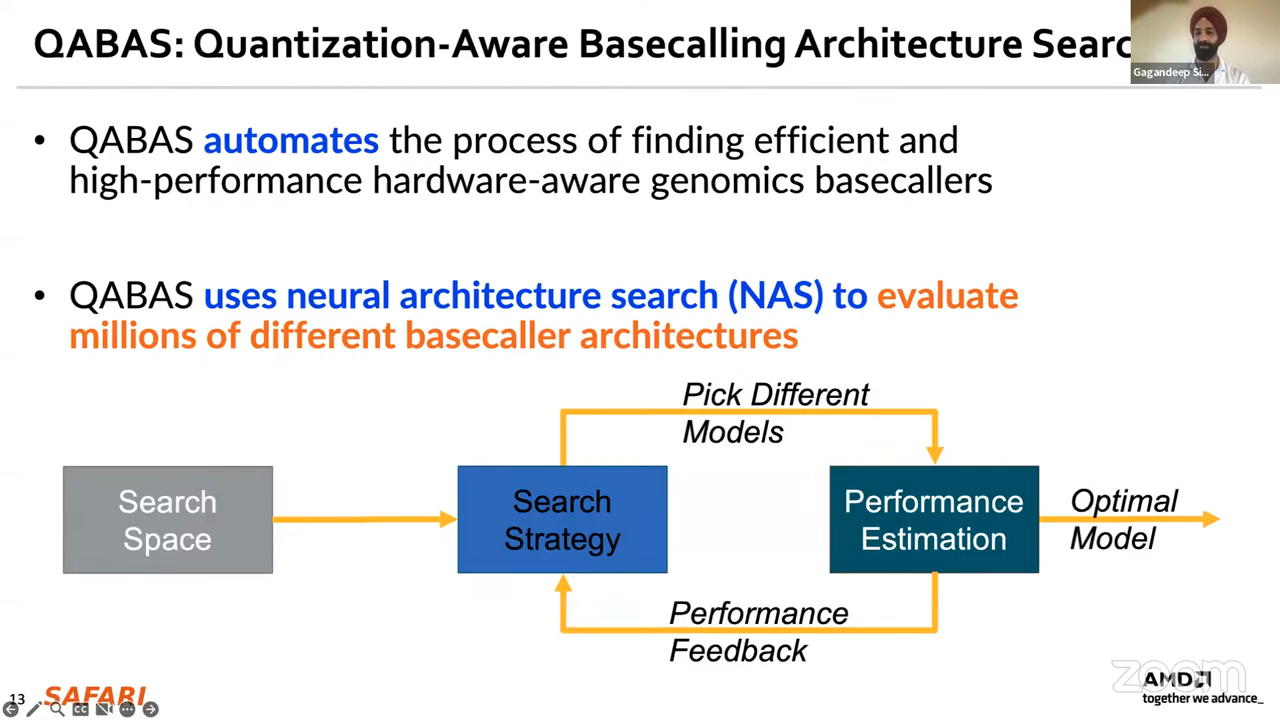 QABAS: Quantization-Aware Basecalling Architecture Searc
Gagandeep Si...
• QABAS automates the process of finding efficient and
high-performance hardware-aware genomics basecallers
• QABAS uses neural architecture search (NAS) to evaluate
millions of different basecaller architectures
Pick Different
Models
Search
Space
Search
Strategy
Performance
Estimation
Optimal
Model
Performance
Feedback
13
SAFARI
zoom
AMD
together we advance_